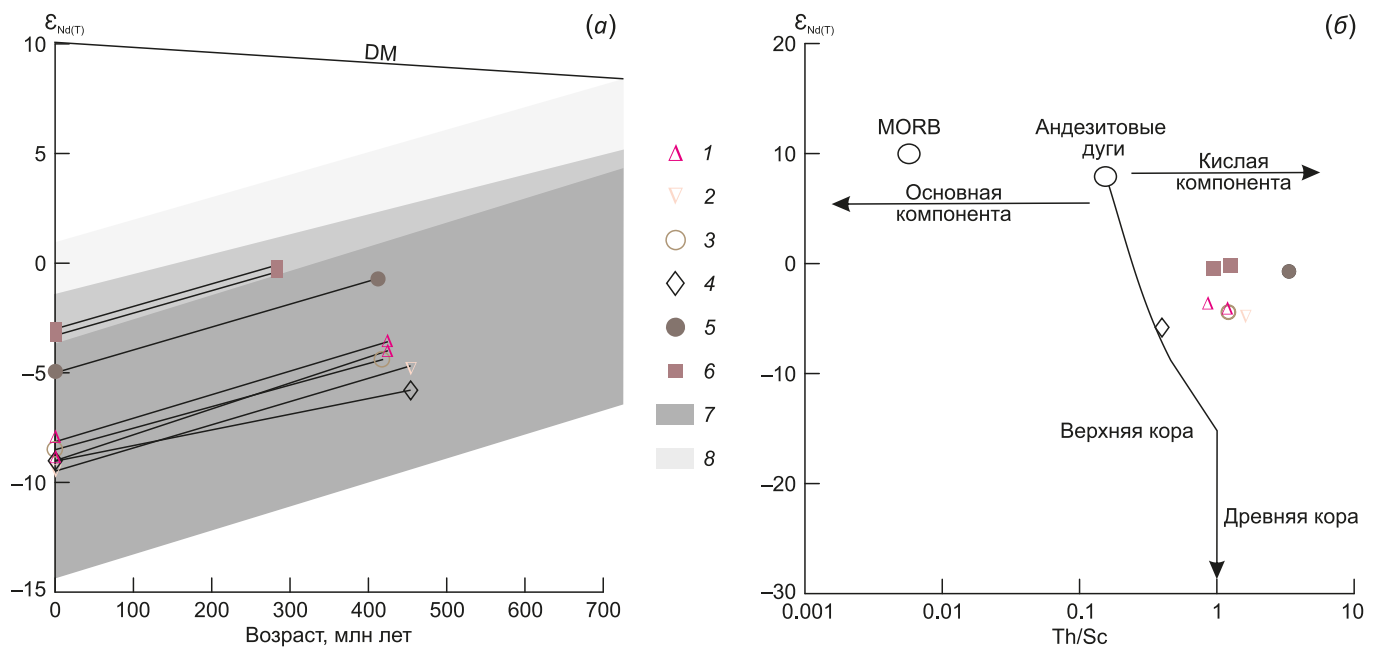 εNd(T)
(а)
10
5
0
–5
–10
–15
DM
0
100
200
300
400
500
600
700
Возраст, млн лет
1
2
3
4
5
6
7
8
εNd(T)
(б)
20
10
0
–10
–20
–30
MORB
Андезитовые
дуги
Кислая
компонента
Основная
компонента
Верхняя кора
Древняя кора
0.001
0.01
0.1
1
10
Th/Sc